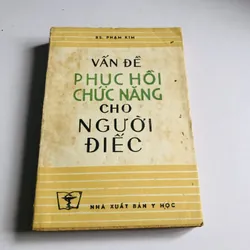 BS. PHẠM KIM
VẤN ĐỀ
PHỤC HỒI
CHỨC NĂNG
CHO
NGƯỜI
ĐIẾC
NHÀ XUẤT BẢN Y HỌC